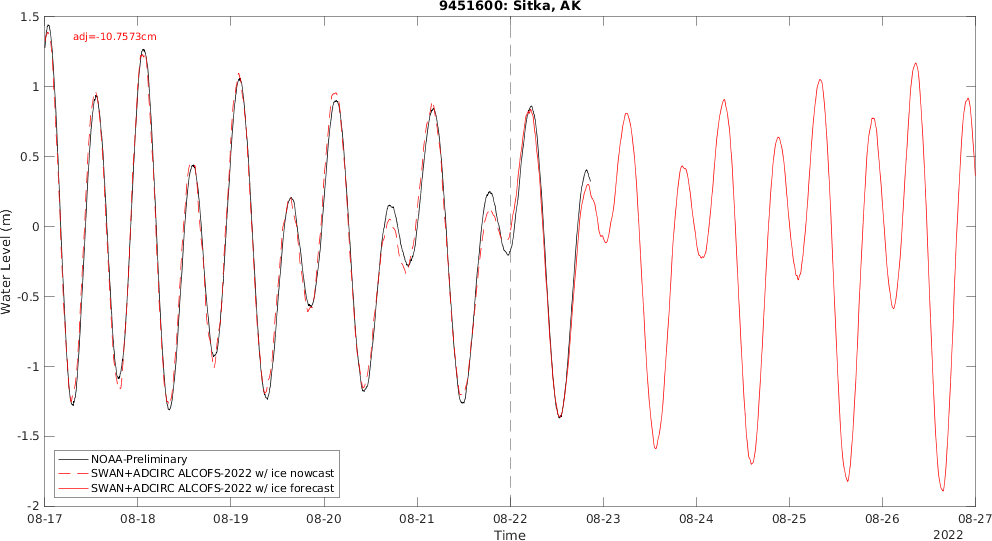 9451600: Sitka, AK
adj=-10.7573cm
1.5
1
0.5
0
-0.5
-1
-1.5
-2
Water Level (m)
NOAA-Preliminary
SWAN+ADCIRC ALCOFS-2022 w/ ice nowcast
SWAN+ADCIRC ALCOFS-2022 w/ ice forecast
08-17 08-18 08-19 08-20 08-21 08-22 08-23 08-24 08-25 08-26 08-27
Time
2022